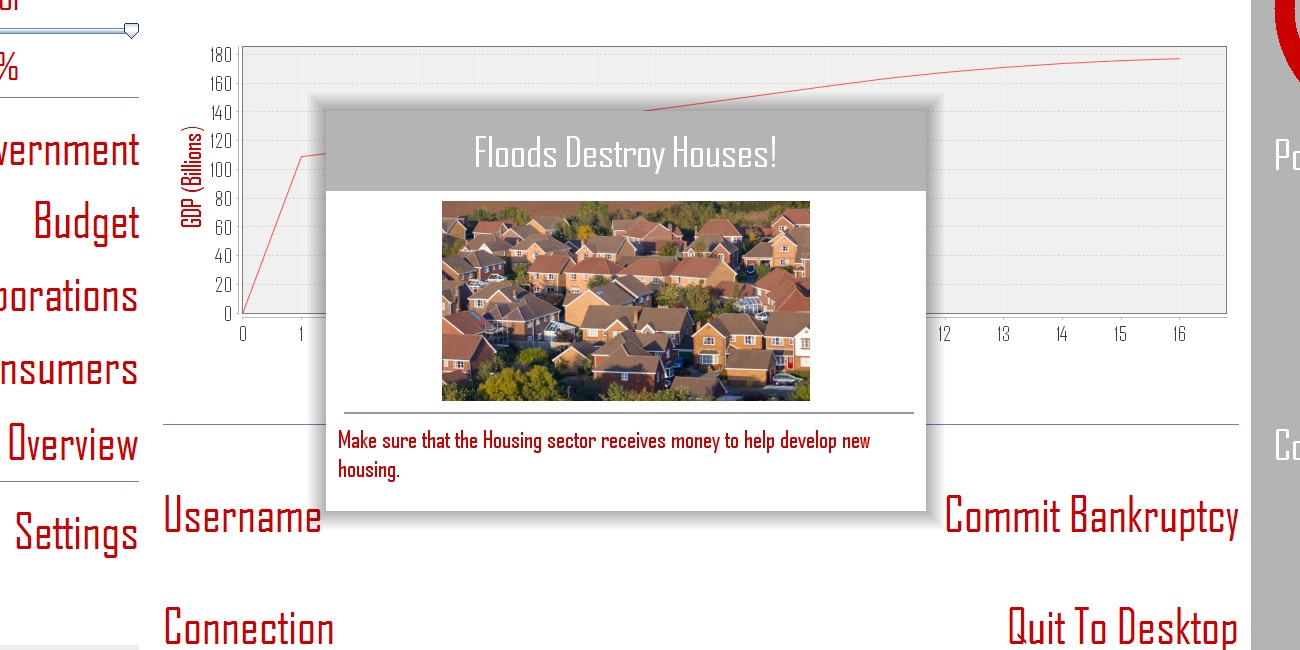 %
180
160
140
120
100
80
60
40
20
0
GDP (Billions)
0 1 12 13 14 15 16
Floods Destroy Houses!
Make sure that the Housing sector receives money to help develop new
housing.
vernment
Budget
porations
nsumers
Overview
Settings
Username
Commit Bankruptcy
Connection
Quit To Desktop
Po
Co